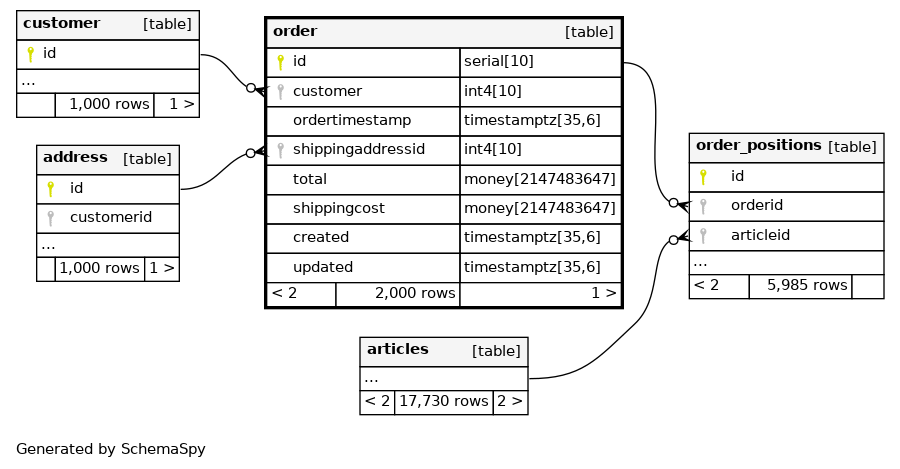 customer [table]
id
...
1,000 rows 1 >
address [table]
id
customerid
...
1,000 rows 1 >
order [table]
id serial[10]
customer int4[10]
ordertimestamp timestamptz[35,6]
shippingaddressid int4[10]
total money[2147483647]
shippingcost money[2147483647]
created timestamptz[35,6]
updated timestamptz[35,6]
< 2 2,000 rows 1 >
order_positions [table]
id
orderid
articleid
...
< 2 5,985 rows
articles [table]
...
< 2 17,730 rows 2 >
Generated by SchemaSpy